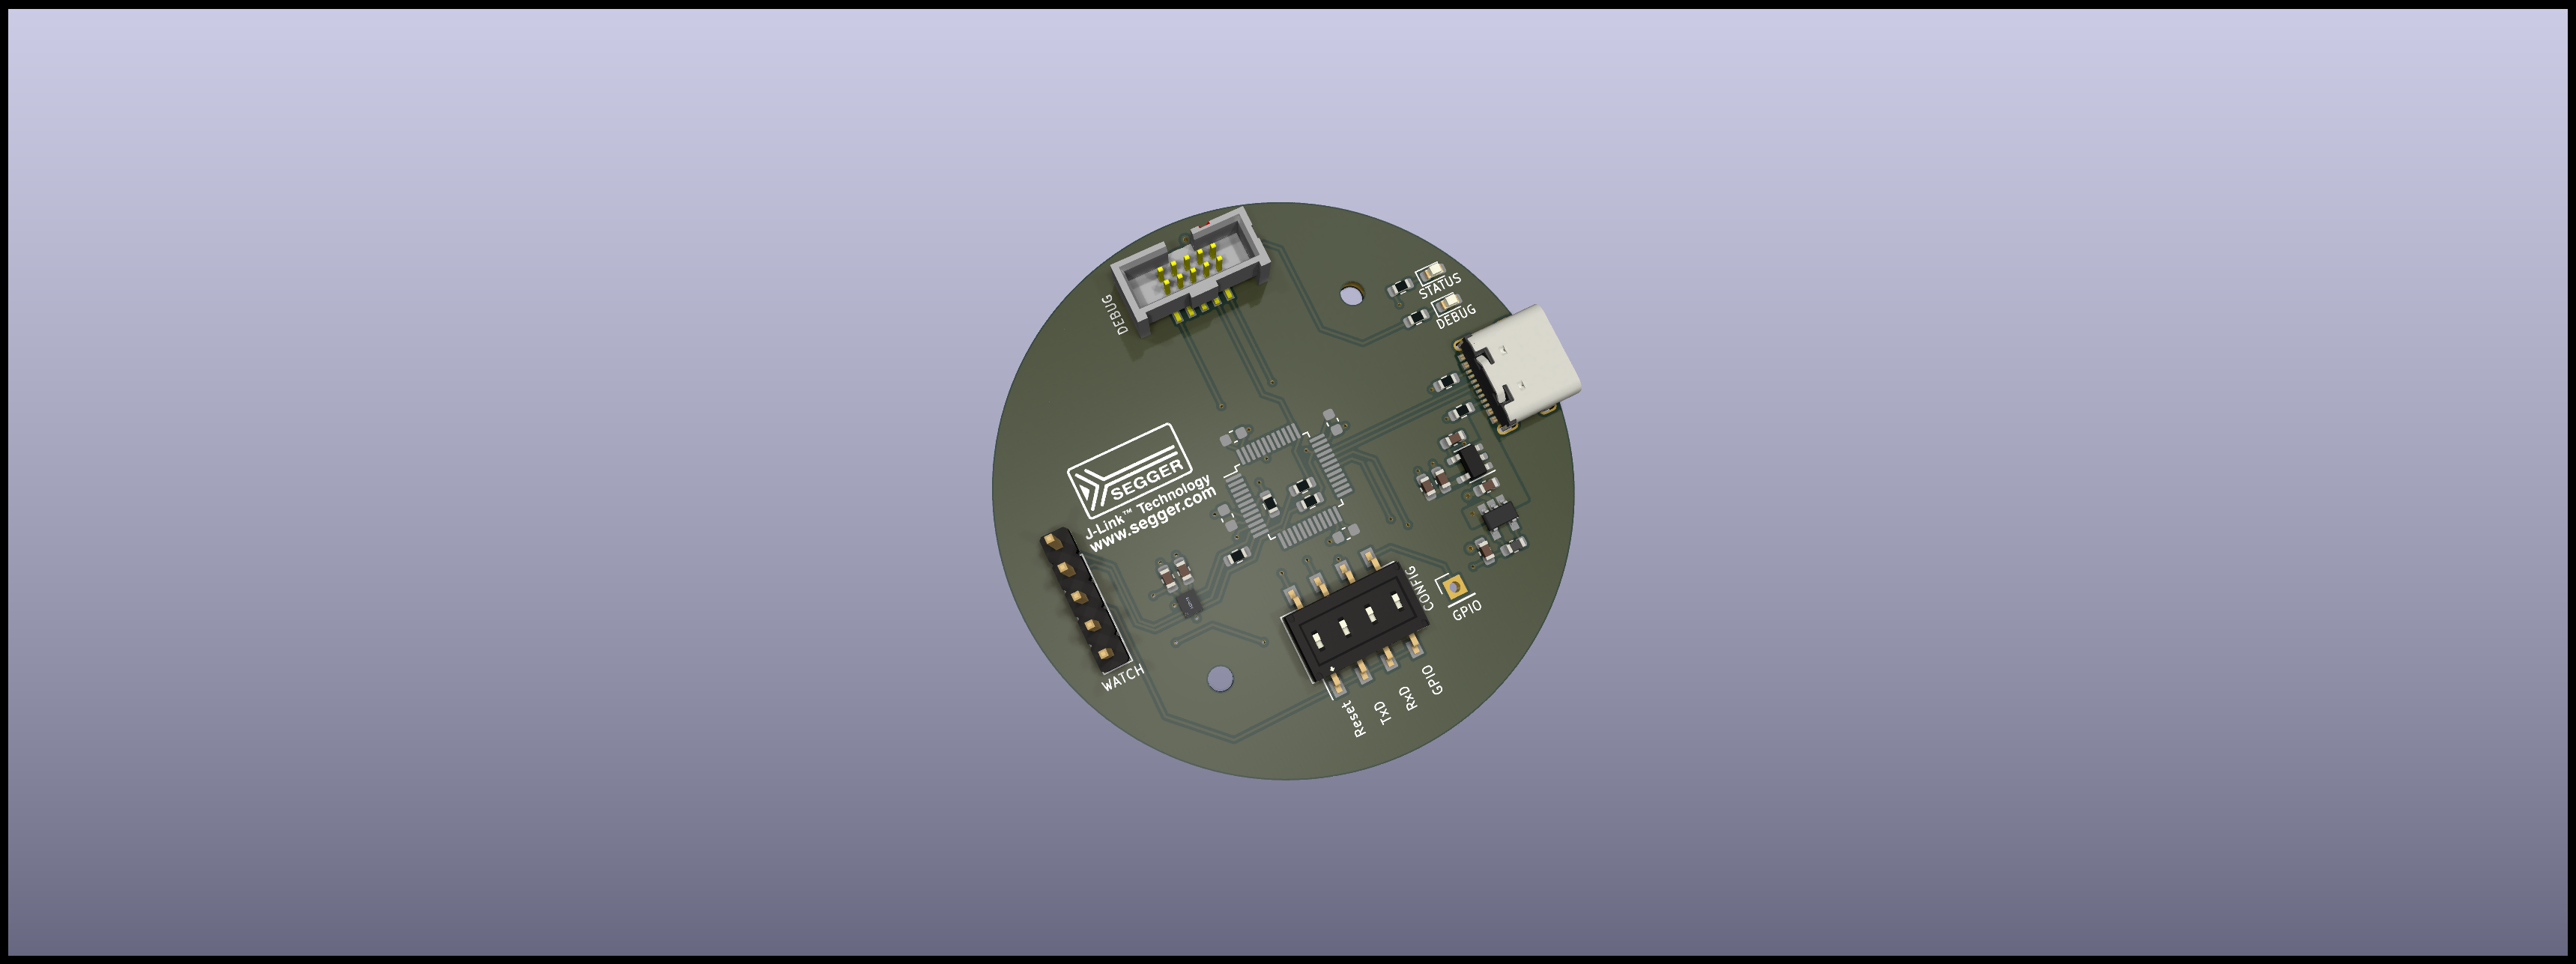 DEBUG
STATUS
DEBUG
SEGGER
J-Link™ Technology
www.segger.com
WATCH
CONFIG
GPIO
Reset
TxD
RxD
GPIO